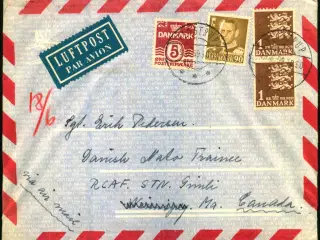 LUFTPOST
PAR AVION
DANMARK
5
90
1
DANMARK
1
DANMARK
18/6
Sgt. Erik Pedersen.
Danish Nato Trainee
RCAF. STN. Gimli
Winnipeg, Ma. Canada.
via air mail